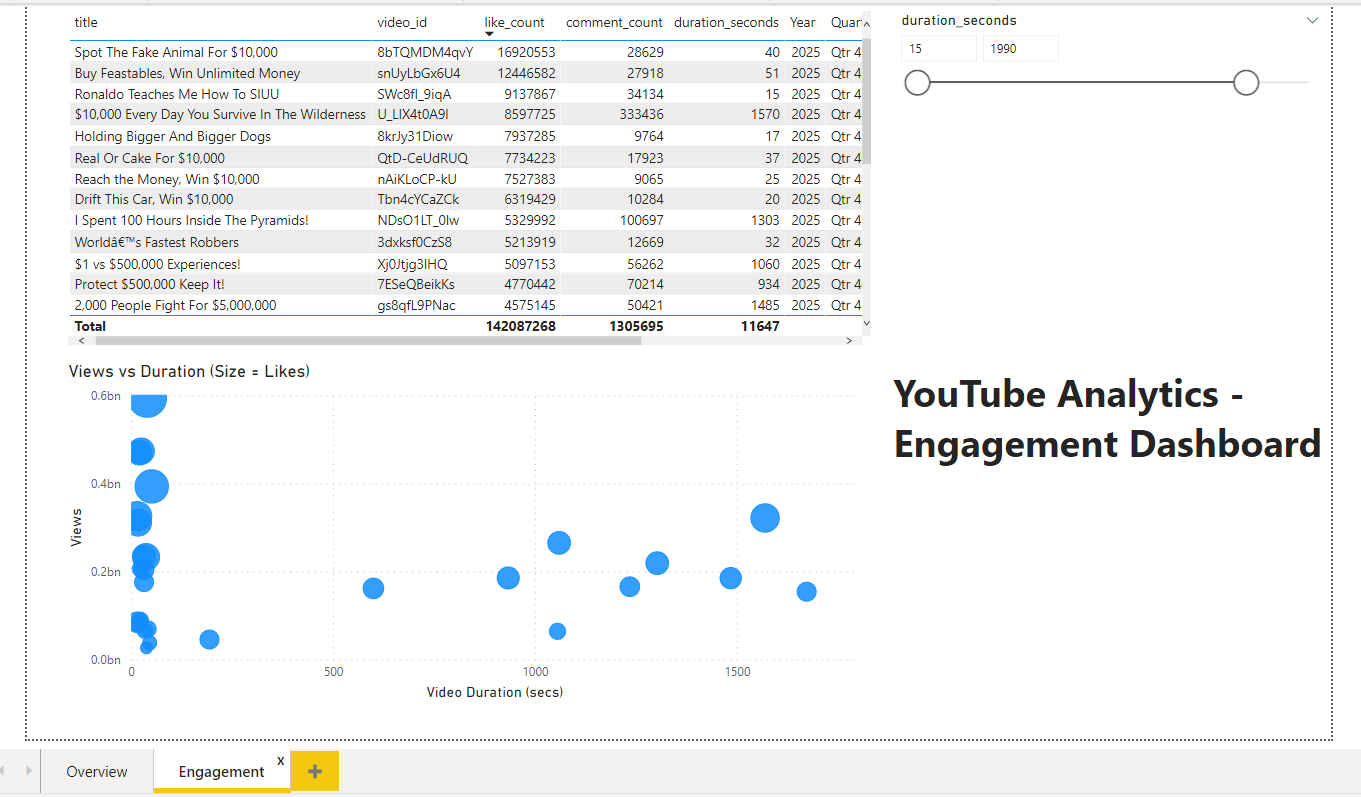 title video_id like_count comment_count duration_seconds Year Quar
Spot The Fake Animal For $10,000 8bTQMDM4qvY 16920553 28629 40 2025 Qtr 4
Buy Feastables, Win Unlimited Money snUyLbGx6U4 12446582 27918 51 2025 Qtr 4
Ronaldo Teaches Me How To SIUU SWc8fI_9iqA 9137867 34134 15 2025 Qtr 4
$10,000 Every Day You Survive In The Wilderness U_LlX4t0A9I 8597725 333436 1570 2025 Qtr 4
Holding Bigger And Bigger Dogs 8krJy31Diow 7937285 9764 17 2025 Qtr 4
Real Or Cake For $10,000 QtD-CeUdRUQ 7734223 17923 37 2025 Qtr 4
Reach the Money, Win $10,000 nAiKLoCP-kU 7527383 9065 25 2025 Qtr 4
Drift This Car, Win $10,000 Tbn4cYCaZCk 6319429 10284 20 2025 Qtr 4
I Spent 100 Hours Inside The Pyramids! NDsO1LT_0lw 5329992 100697 1303 2025 Qtr 4
Worldâ€™s Fastest Robbers 3dxksf0CzS8 5213919 12669 32 2025 Qtr 4
$1 vs $500,000 Experiences! Xj0Jtjg3lHQ 5097153 56262 1060 2025 Qtr 4
Protect $500,000 Keep It! 7ESeQBeikKs 4770442 70214 934 2025 Qtr 4
2,000 People Fight For $5,000,000 gs8qfL9PNac 4575145 50421 1485 2025 Qtr 4
Total 142087268 1305695 11647
duration_seconds
15 1990
Views vs Duration (Size = Likes)
0.6bn
0.4bn
0.2bn
0.0bn
Views
0 500 1000 1500
Video Duration (secs)
YouTube Analytics -
Engagement Dashboard
Overview Engagement x +